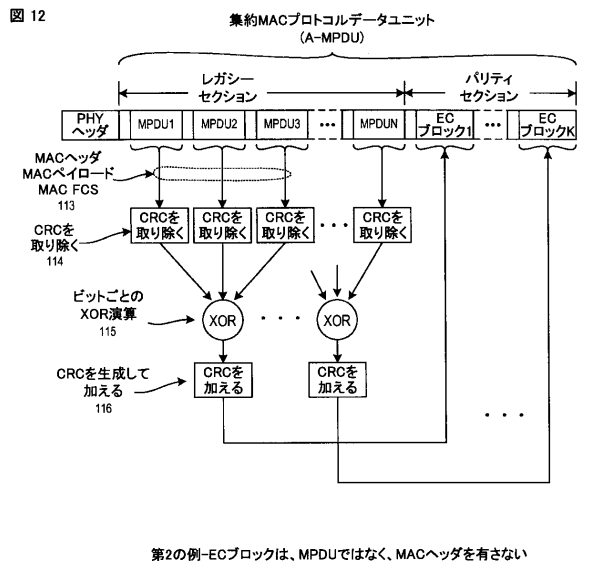 図 12
集約MACプロトコルデータユニット
(A-MPDU)
レガシー
セクション
パリティ
セクション
PHY
ヘッダ
MPDU1
MPDU2
MPDU3
•••
MPDUN
EC
ブロック1
•••
EC
ブロックK
MACヘッダ
MACペイロード
MAC FCS
113
CRCを
取り除く
114
CRCを
取り除く
CRCを
取り除く
CRCを
取り除く
• • •
CRCを
取り除く
ビットごとの
XOR演算
115
XOR
• • •
XOR
CRCを生成して
加える
116
CRCを
加える
CRCを
加える
• • •
第2の例-ECブロックは、MPDUではなく、MACヘッダを有さない